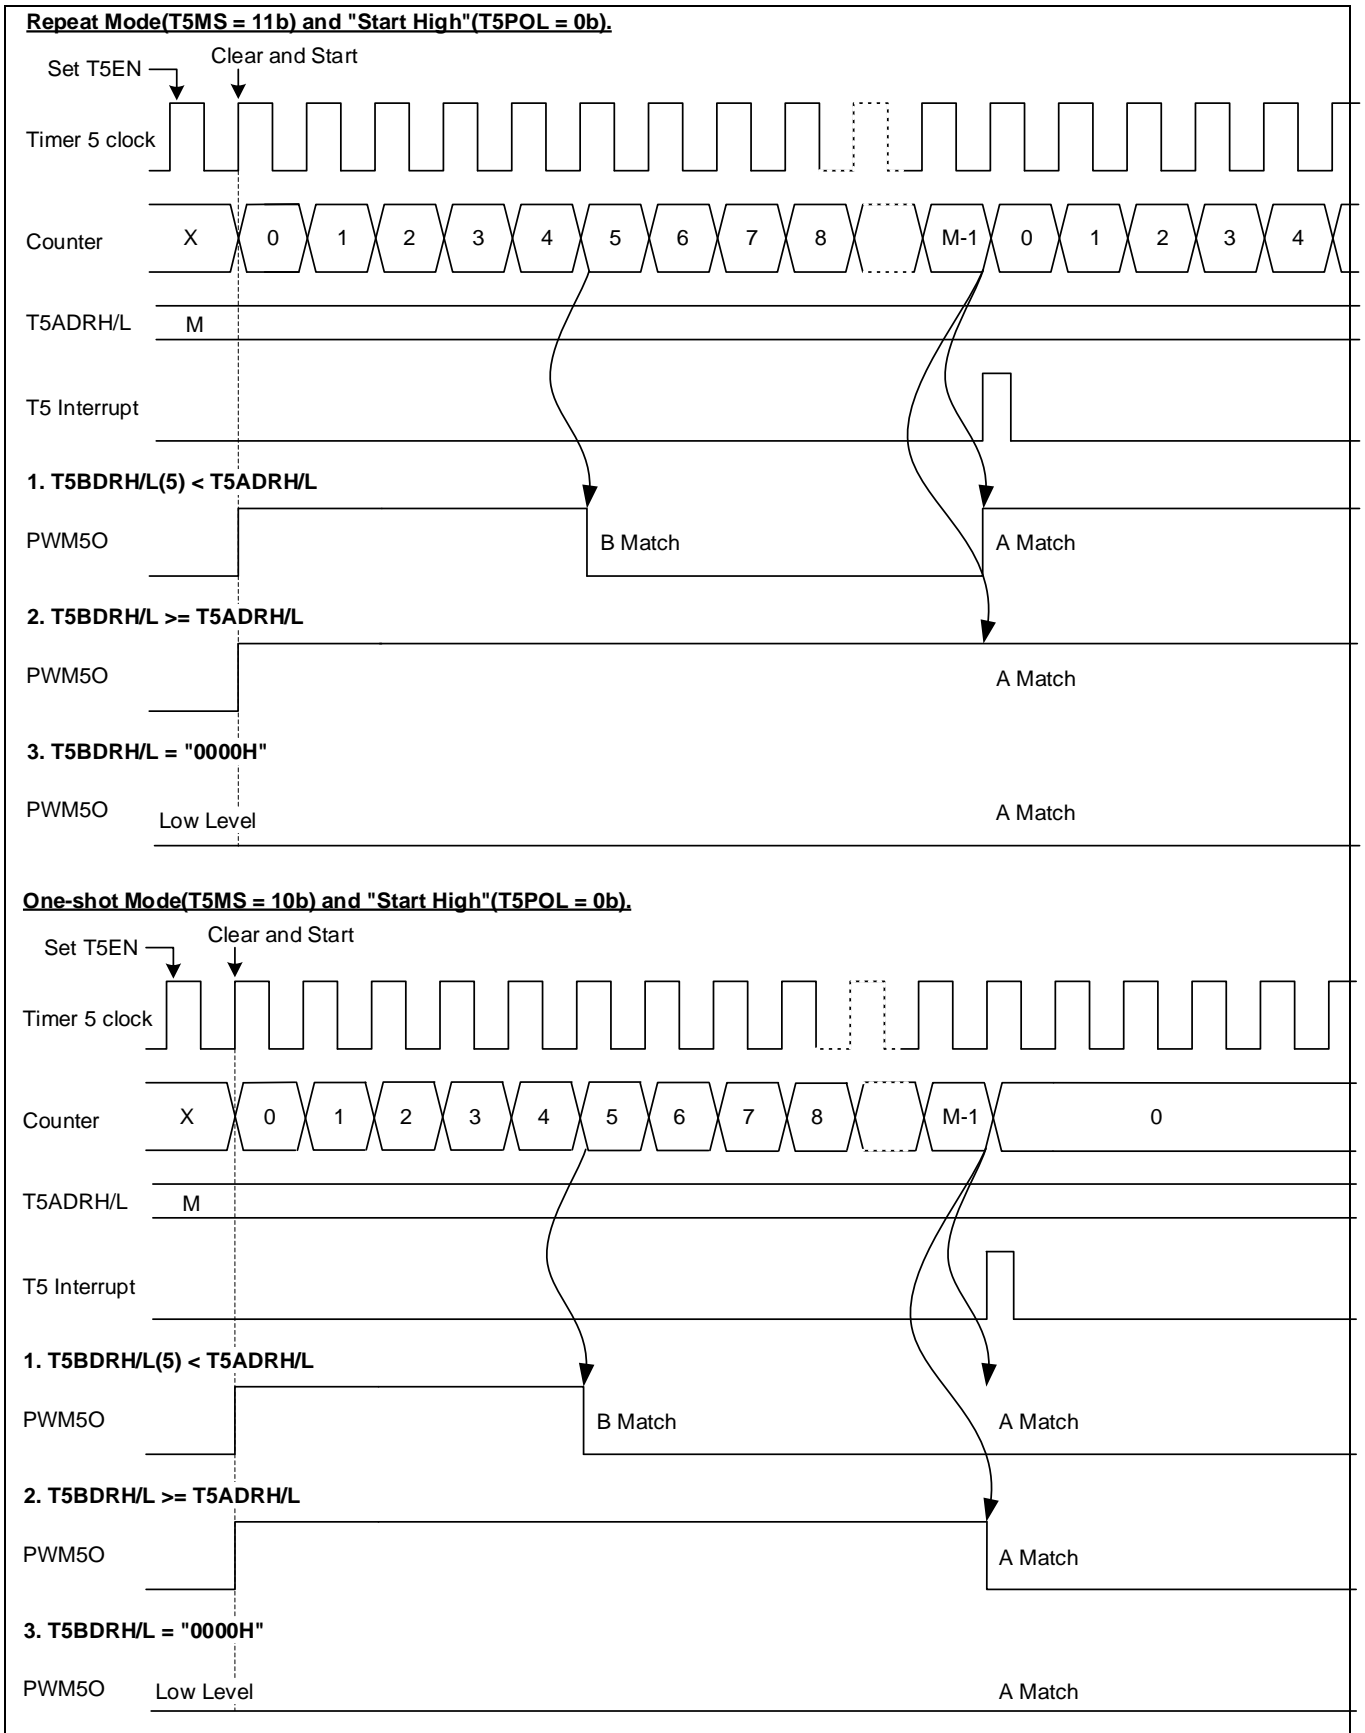 Repeat Mode(T5MS = 11b) and "Start High"(T5POL = 0b).
Set T5EN Clear and Start
Timer 5 clock
Counter X 0 1 2 3 4 5 6 7 8 M-1 0 1 2 3 4
T5ADRH/L M
T5 Interrupt
1. T5BDRH/L(5) < T5ADRH/L
PWM5O B Match A Match
2. T5BDRH/L >= T5ADRH/L
PWM5O A Match
3. T5BDRH/L = "0000H"
PWM5O Low Level A Match
One-shot Mode(T5MS = 10b) and "Start High"(T5POL = 0b).
Set T5EN Clear and Start
Timer 5 clock
Counter X 0 1 2 3 4 5 6 7 8 M-1 0
T5ADRH/L M
T5 Interrupt
1. T5BDRH/L(5) < T5ADRH/L
PWM5O B Match A Match
2. T5BDRH/L >= T5ADRH/L
PWM5O A Match
3. T5BDRH/L = "0000H"
PWM5O Low Level A Match